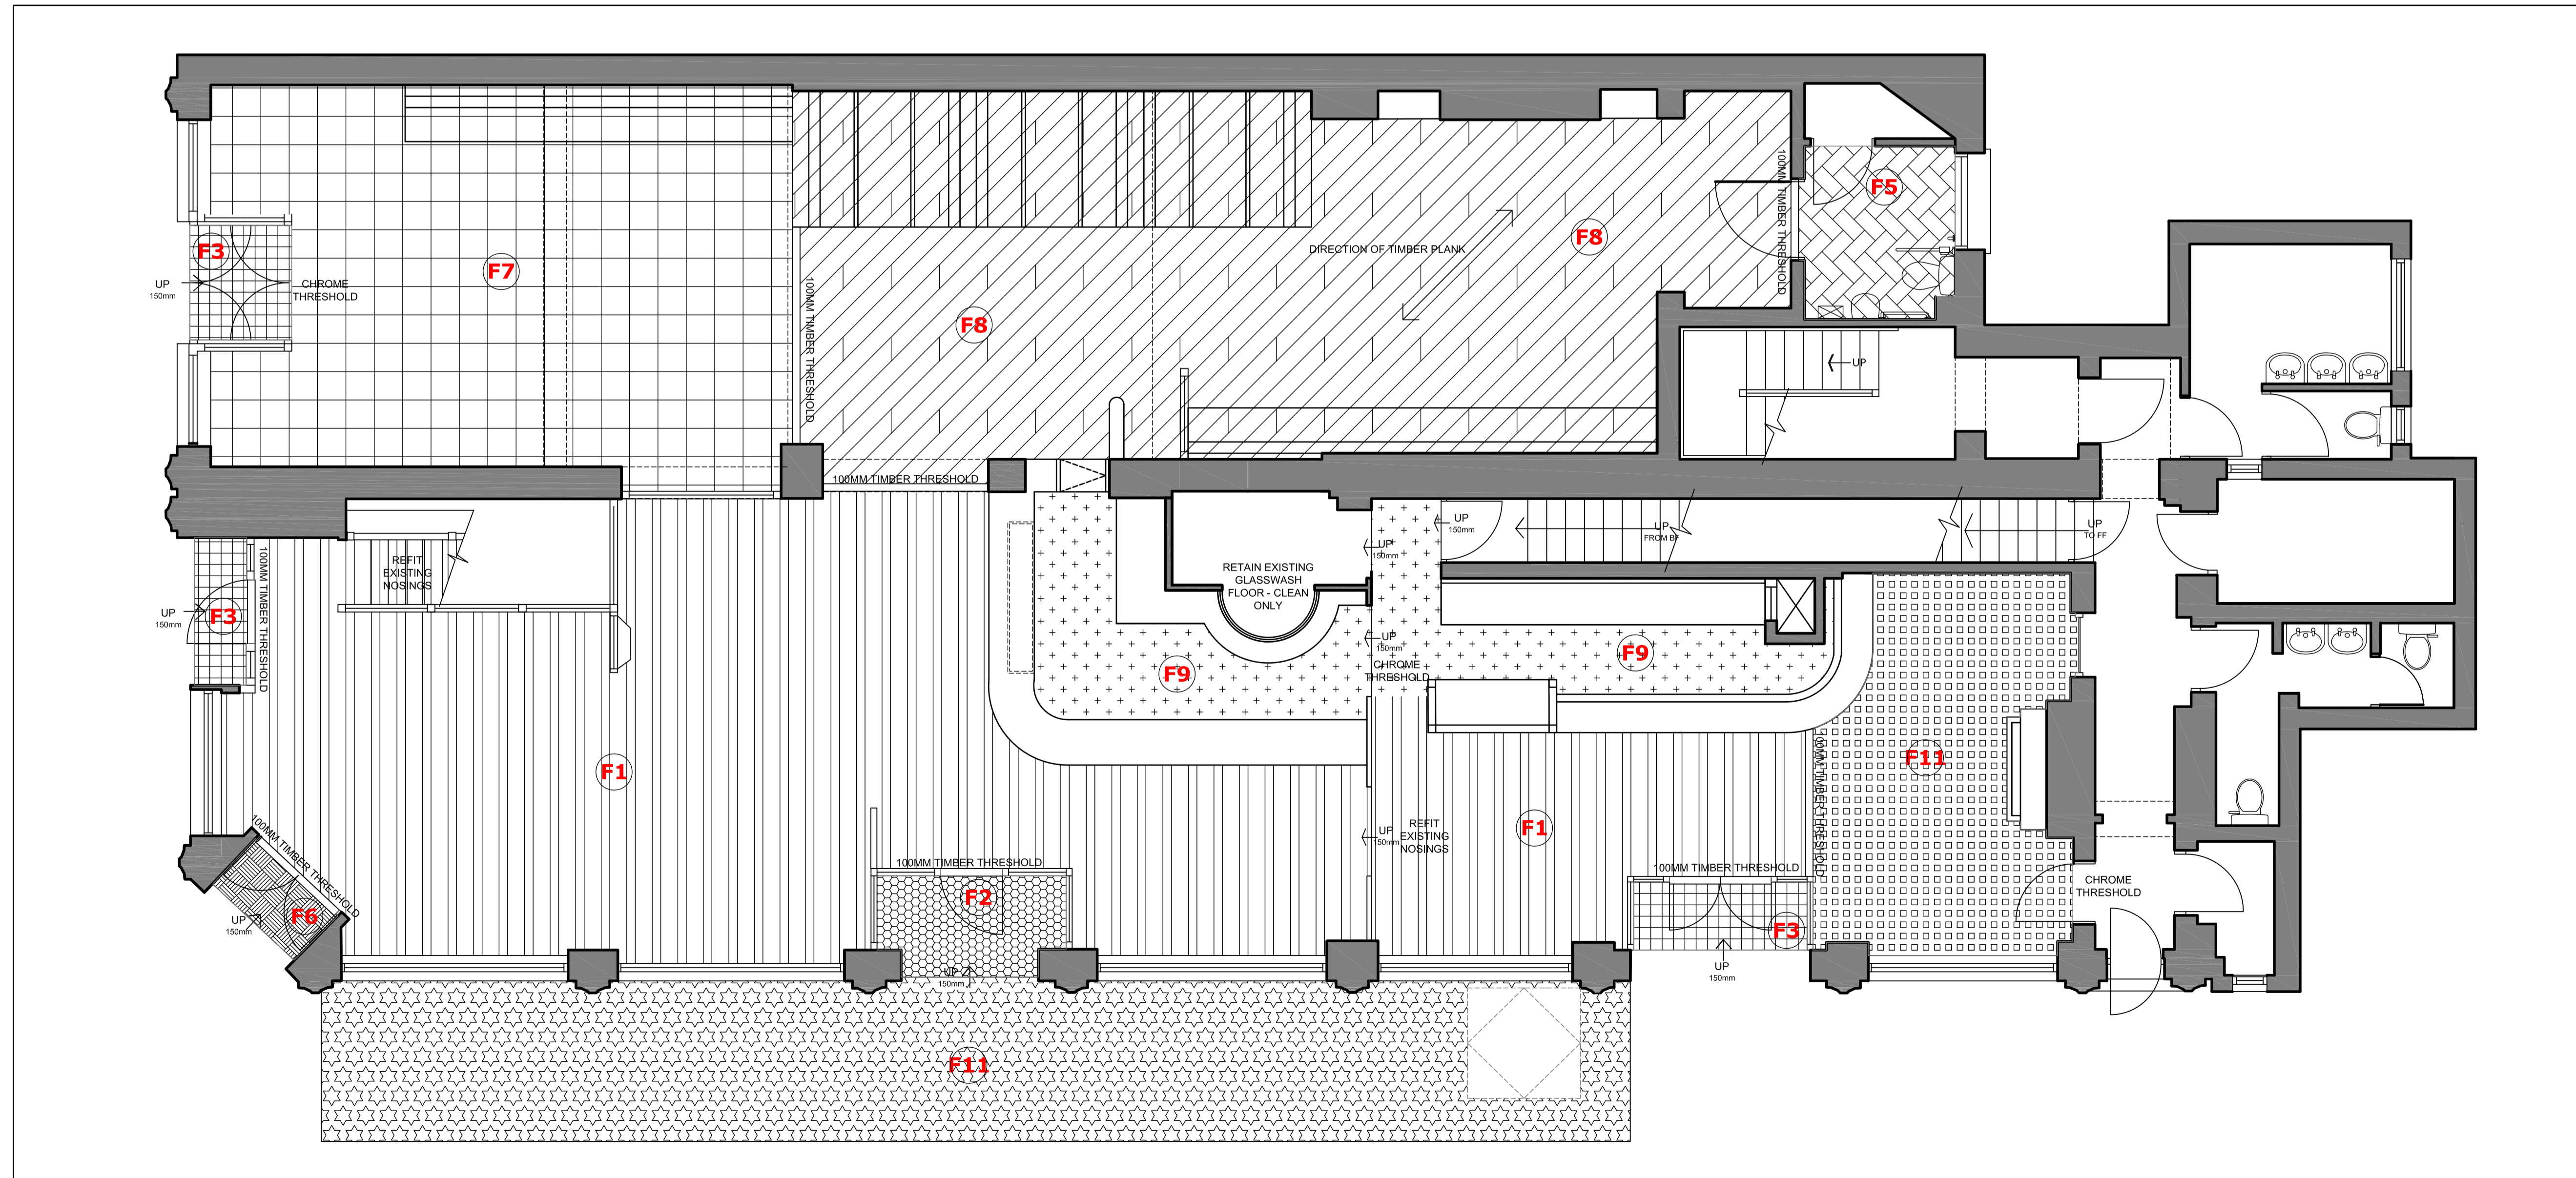 F5
100MM TIMBER THRESHOLD
F8
DIRECTION OF TIMBER PLANK
F3
F7
UP
150mm
CHROME
THRESHOLD
100MM TIMBER THRESHOLD
F8
UP
100MM TIMBER THRESHOLD
UP
150mm
UP
FROM BF
UP
TO FF
UP
150mm
REFIT
EXISTING
NOSINGS
RETAIN EXISTING
GLASSWASH
FLOOR - CLEAN
ONLY
100MM TIMBER THRESHOLD
UP
150mm
F3
UP
150mm
CHROME
THRESHOLD
F9
F9
F1
F11
100MM TIMBER THRESHOLD
UP
150mm
REFIT
EXISTING
NOSINGS
F1
100MM TIMBER THRESHOLD
F6
UP
150mm
100MM TIMBER THRESHOLD
F2
UP
150mm
100MM TIMBER THRESHOLD
F3
UP
150mm
CHROME
THRESHOLD
F11